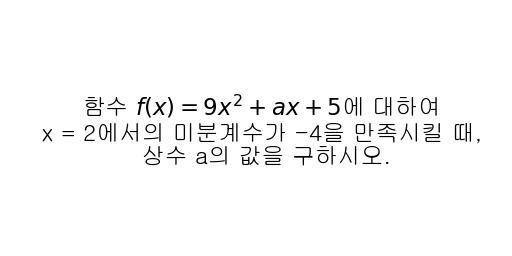 함수 f(x) = 9x² + ax + 5에 대하여
x = 2에서의 미분계수가 −4을 만족시킬 때,
상수 a의 값을 구하시오.